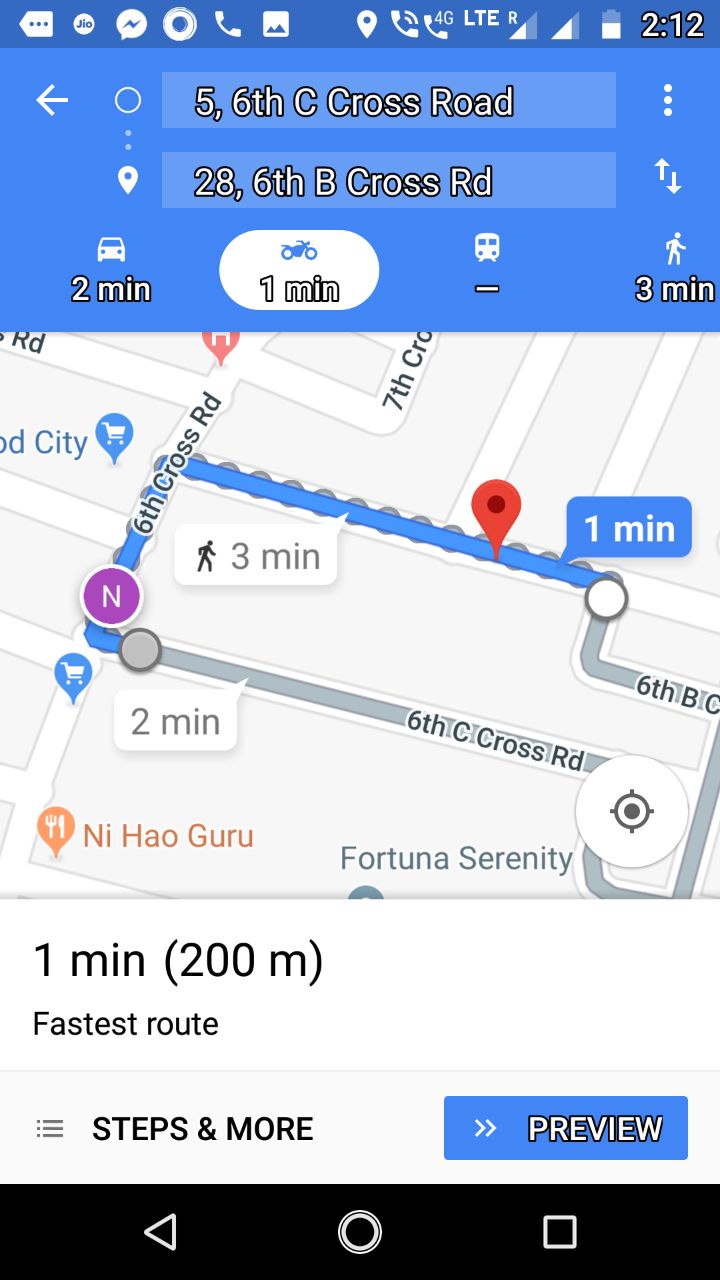 Jio
4G LTE R 2:12
5, 6th C Cross Road
28, 6th B Cross Rd
2 min
1 min
—
3 min
Rd
7th Cro
6th Cross Rd
od City
1 min
3 min
N
6th B C
2 min
6th C Cross Rd
Ni Hao Guru
Fortuna Serenity
1 min (200 m)
Fastest route
STEPS & MORE
PREVIEW